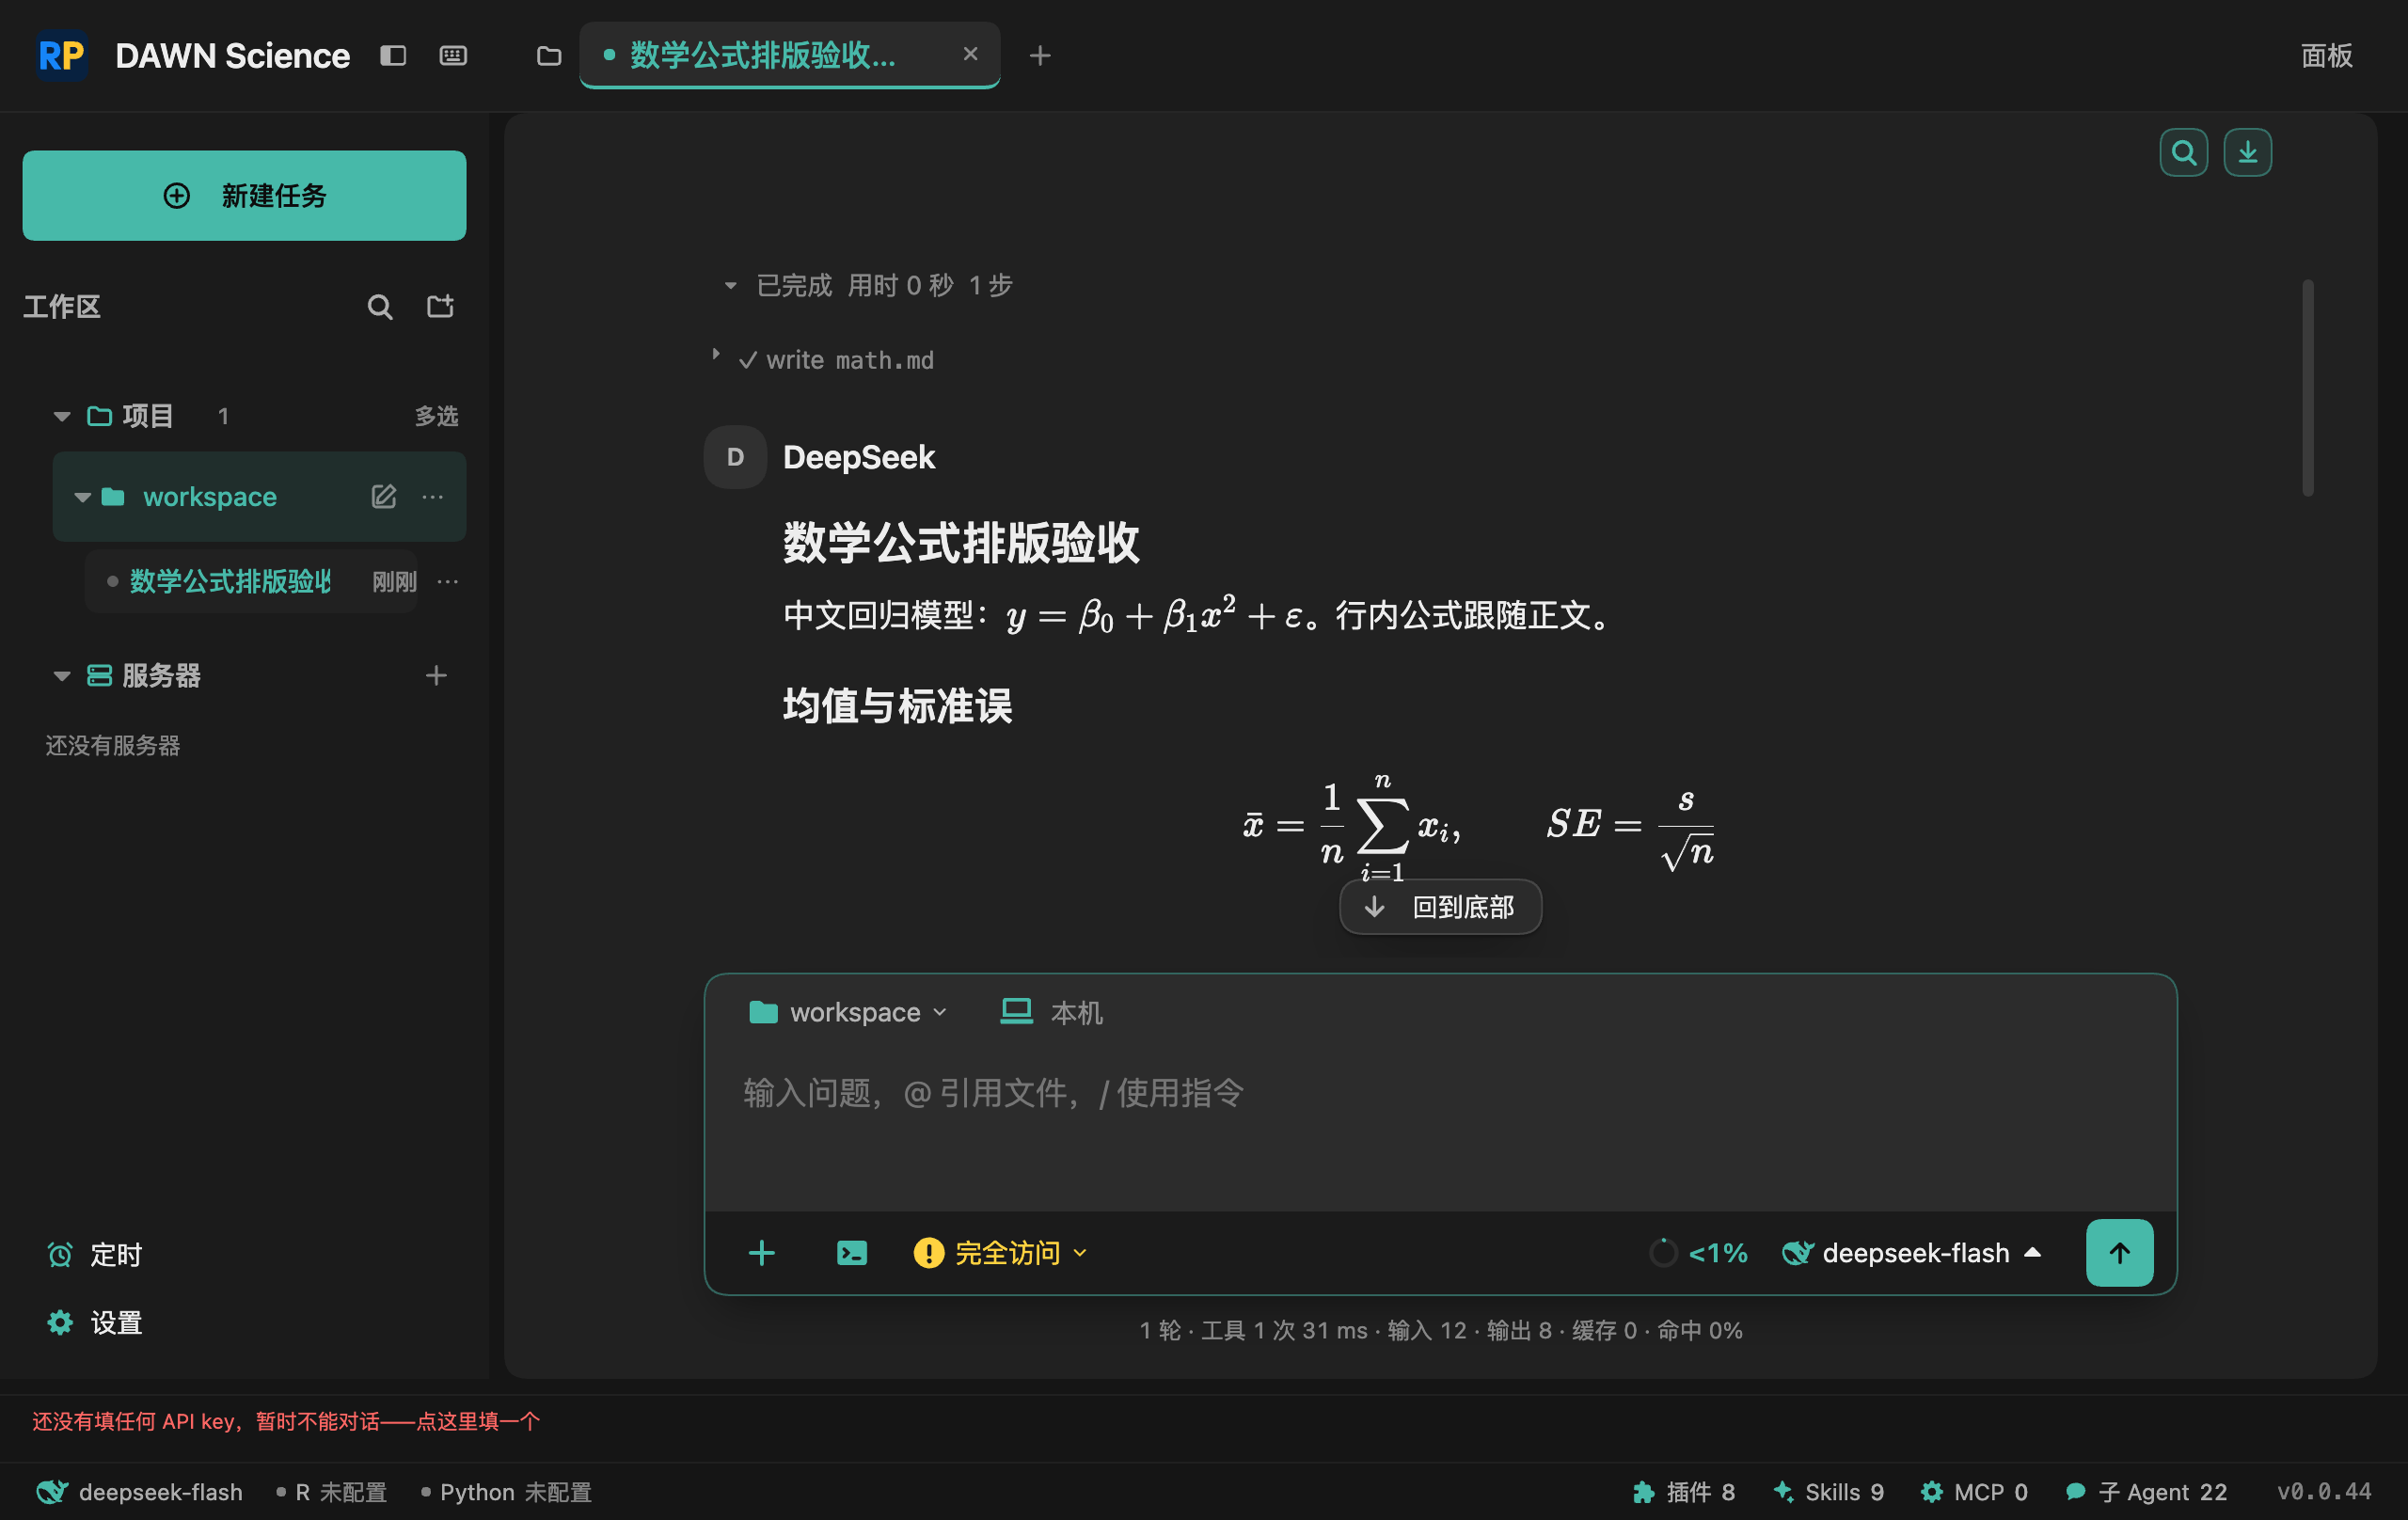 RP DAWN Science 数学公式排版验收... 面板
新建任务
工作区
项目 1 多选
workspace
数学公式排版验收 刚刚
服务器
还没有服务器
定时
设置
已完成 用时 0 秒 1 步
write math.md
D DeepSeek
数学公式排版验收
中文回归模型：y = β₀ + β₁x² + ε。行内公式跟随正文。
均值与标准误
x̄ = \frac{1}{n} \sum_{i=1}^{n} x_i, SE = \frac{s}{\sqrt{n}}
回到底部
workspace 本机
输入问题，@ 引用文件，/ 使用指令
完全访问 <1% deepseek-flash
1 轮 · 工具 1 次 31 ms · 输入 12 · 输出 8 · 缓存 0 · 命中 0%
还没有填任何 API key，暂时不能对话——点这里填一个
deepseek-flash R 未配置 Python 未配置 插件 8 Skills 9 MCP 0 子 Agent 22 v0.0.44